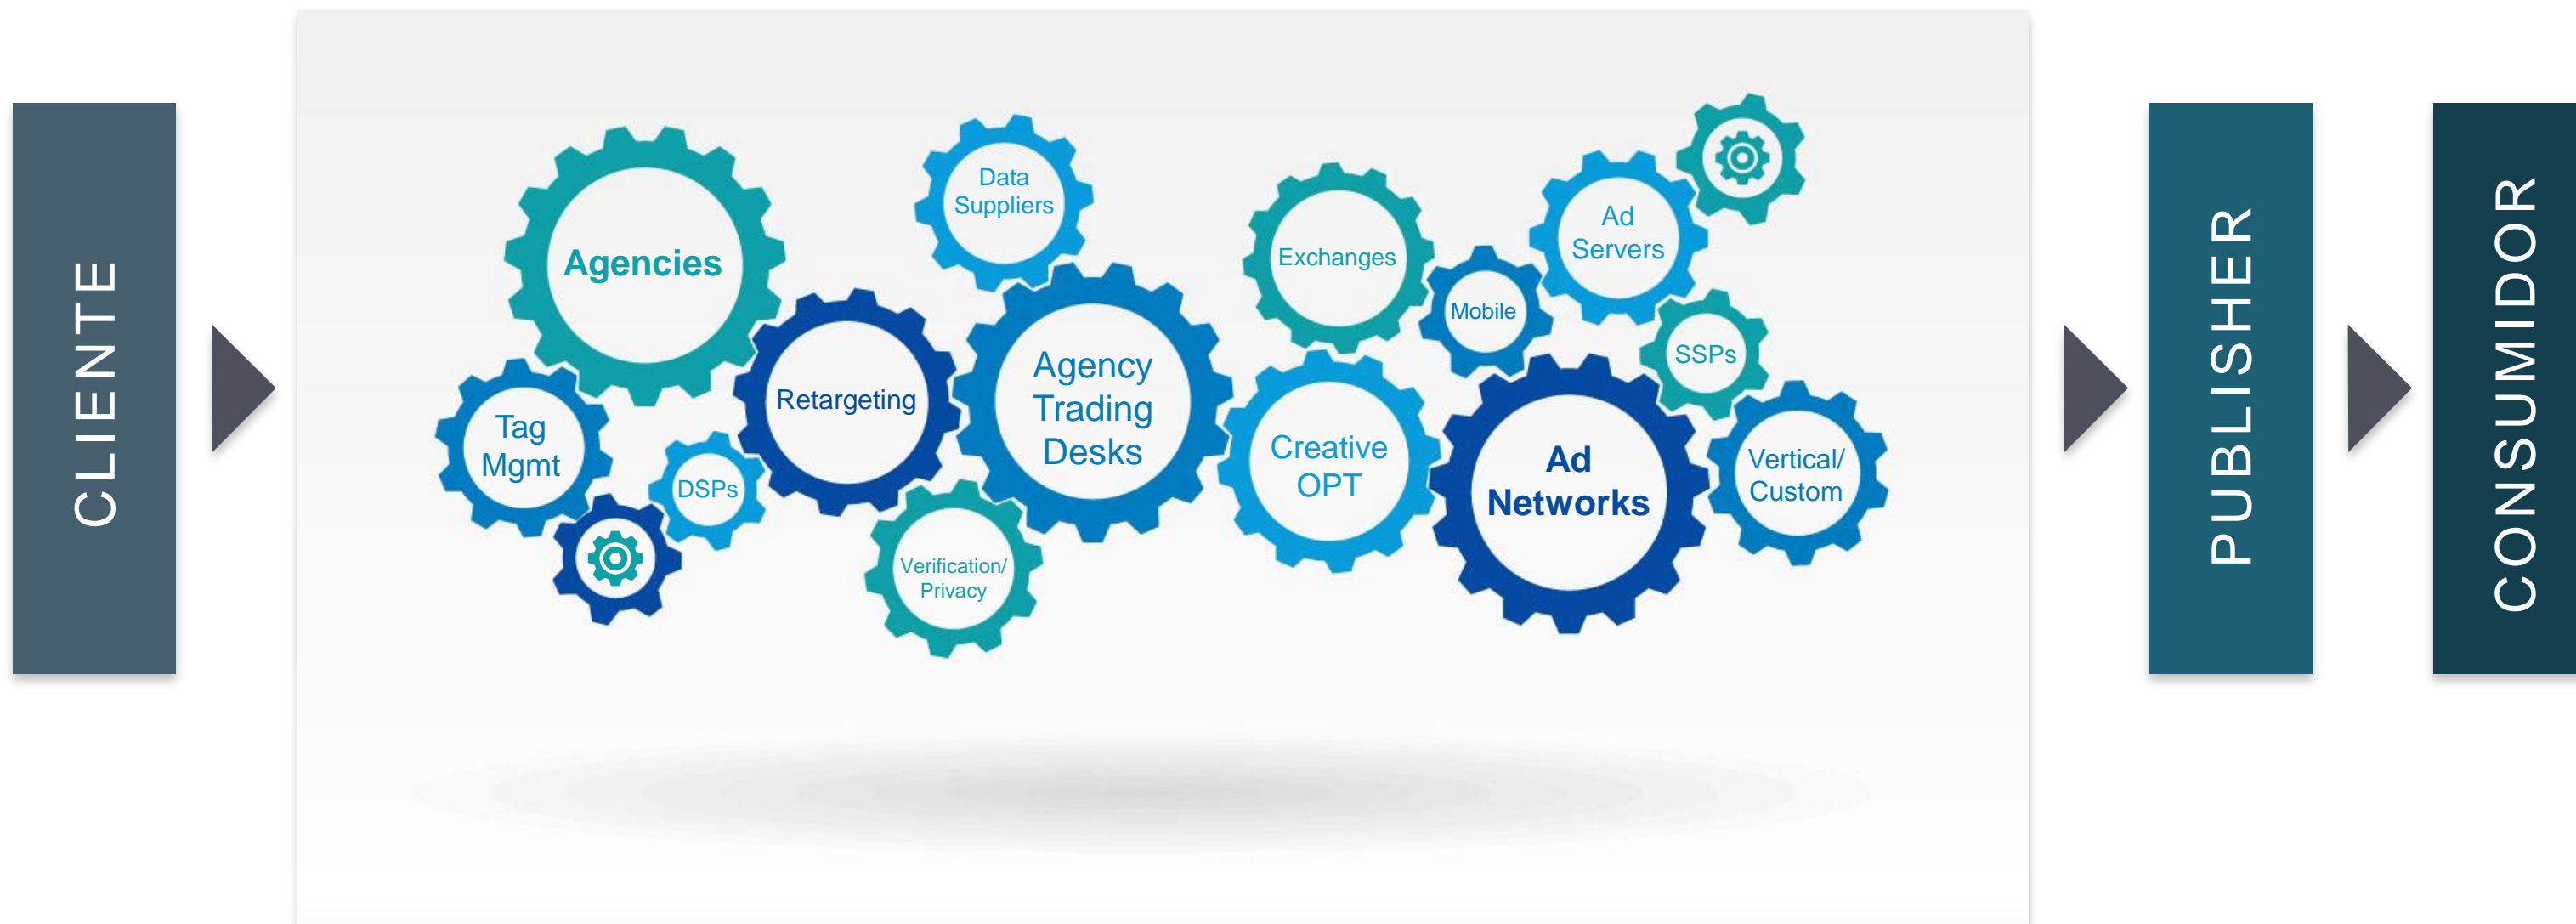 CLIENTE
Agencies
Data
Suppliers
Exchanges
Ad
Servers
Mobile
SSPs
Retargeting
Agency
Trading
Desks
Tag
Mgmt
DSPs
Creative
OPT
Ad
Networks
Vertical/
Custom
Verification/
Privacy
PUBLISHER
CONSUMIDOR